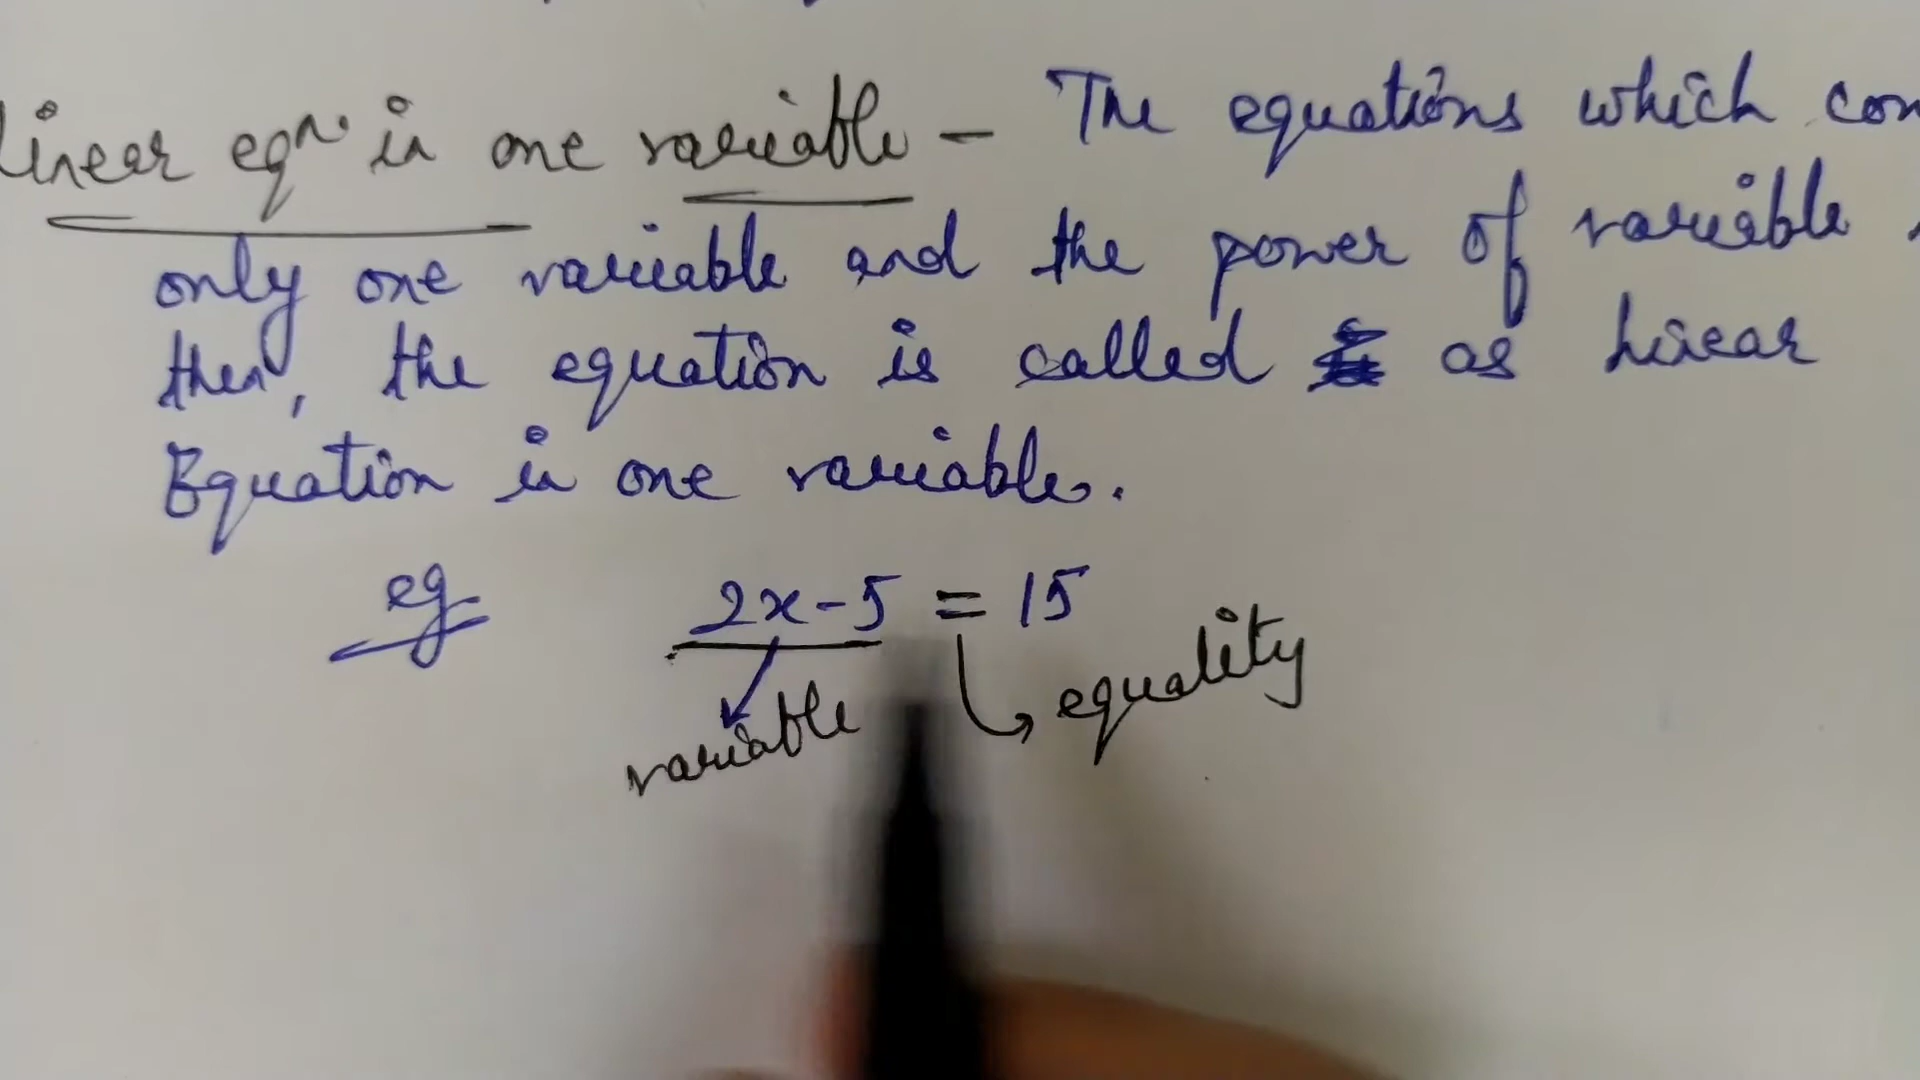 linear eqn. in one variable - The equations which con
only one variable and the power of variable
then, the equation is called as linear
Equation in one variable.
eg 2x-5 = 15
variable equality